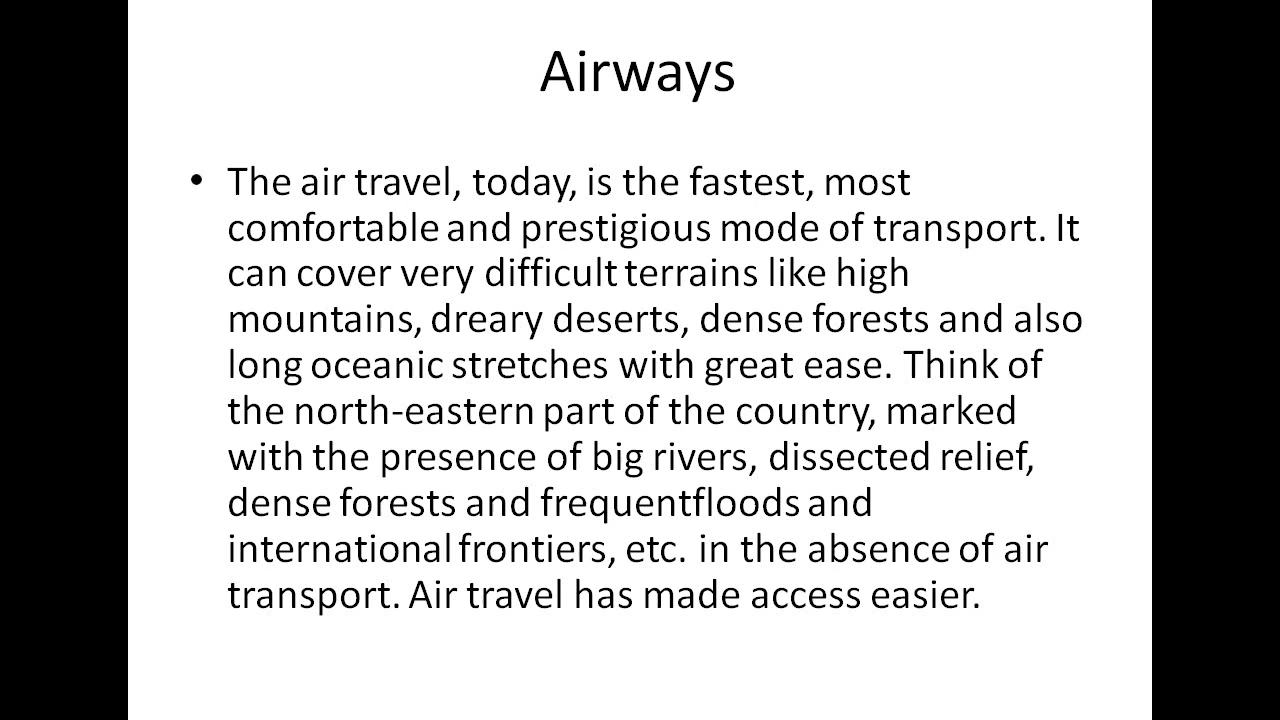 Airways
• The air travel, today, is the fastest, most
comfortable and prestigious mode of transport. It
can cover very difficult terrains like high
mountains, dreary deserts, dense forests and also
long oceanic stretches with great ease. Think of
the north-eastern part of the country, marked
with the presence of big rivers, dissected relief,
dense forests and frequentfloods and
international frontiers, etc. in the absence of air
transport. Air travel has made access easier.